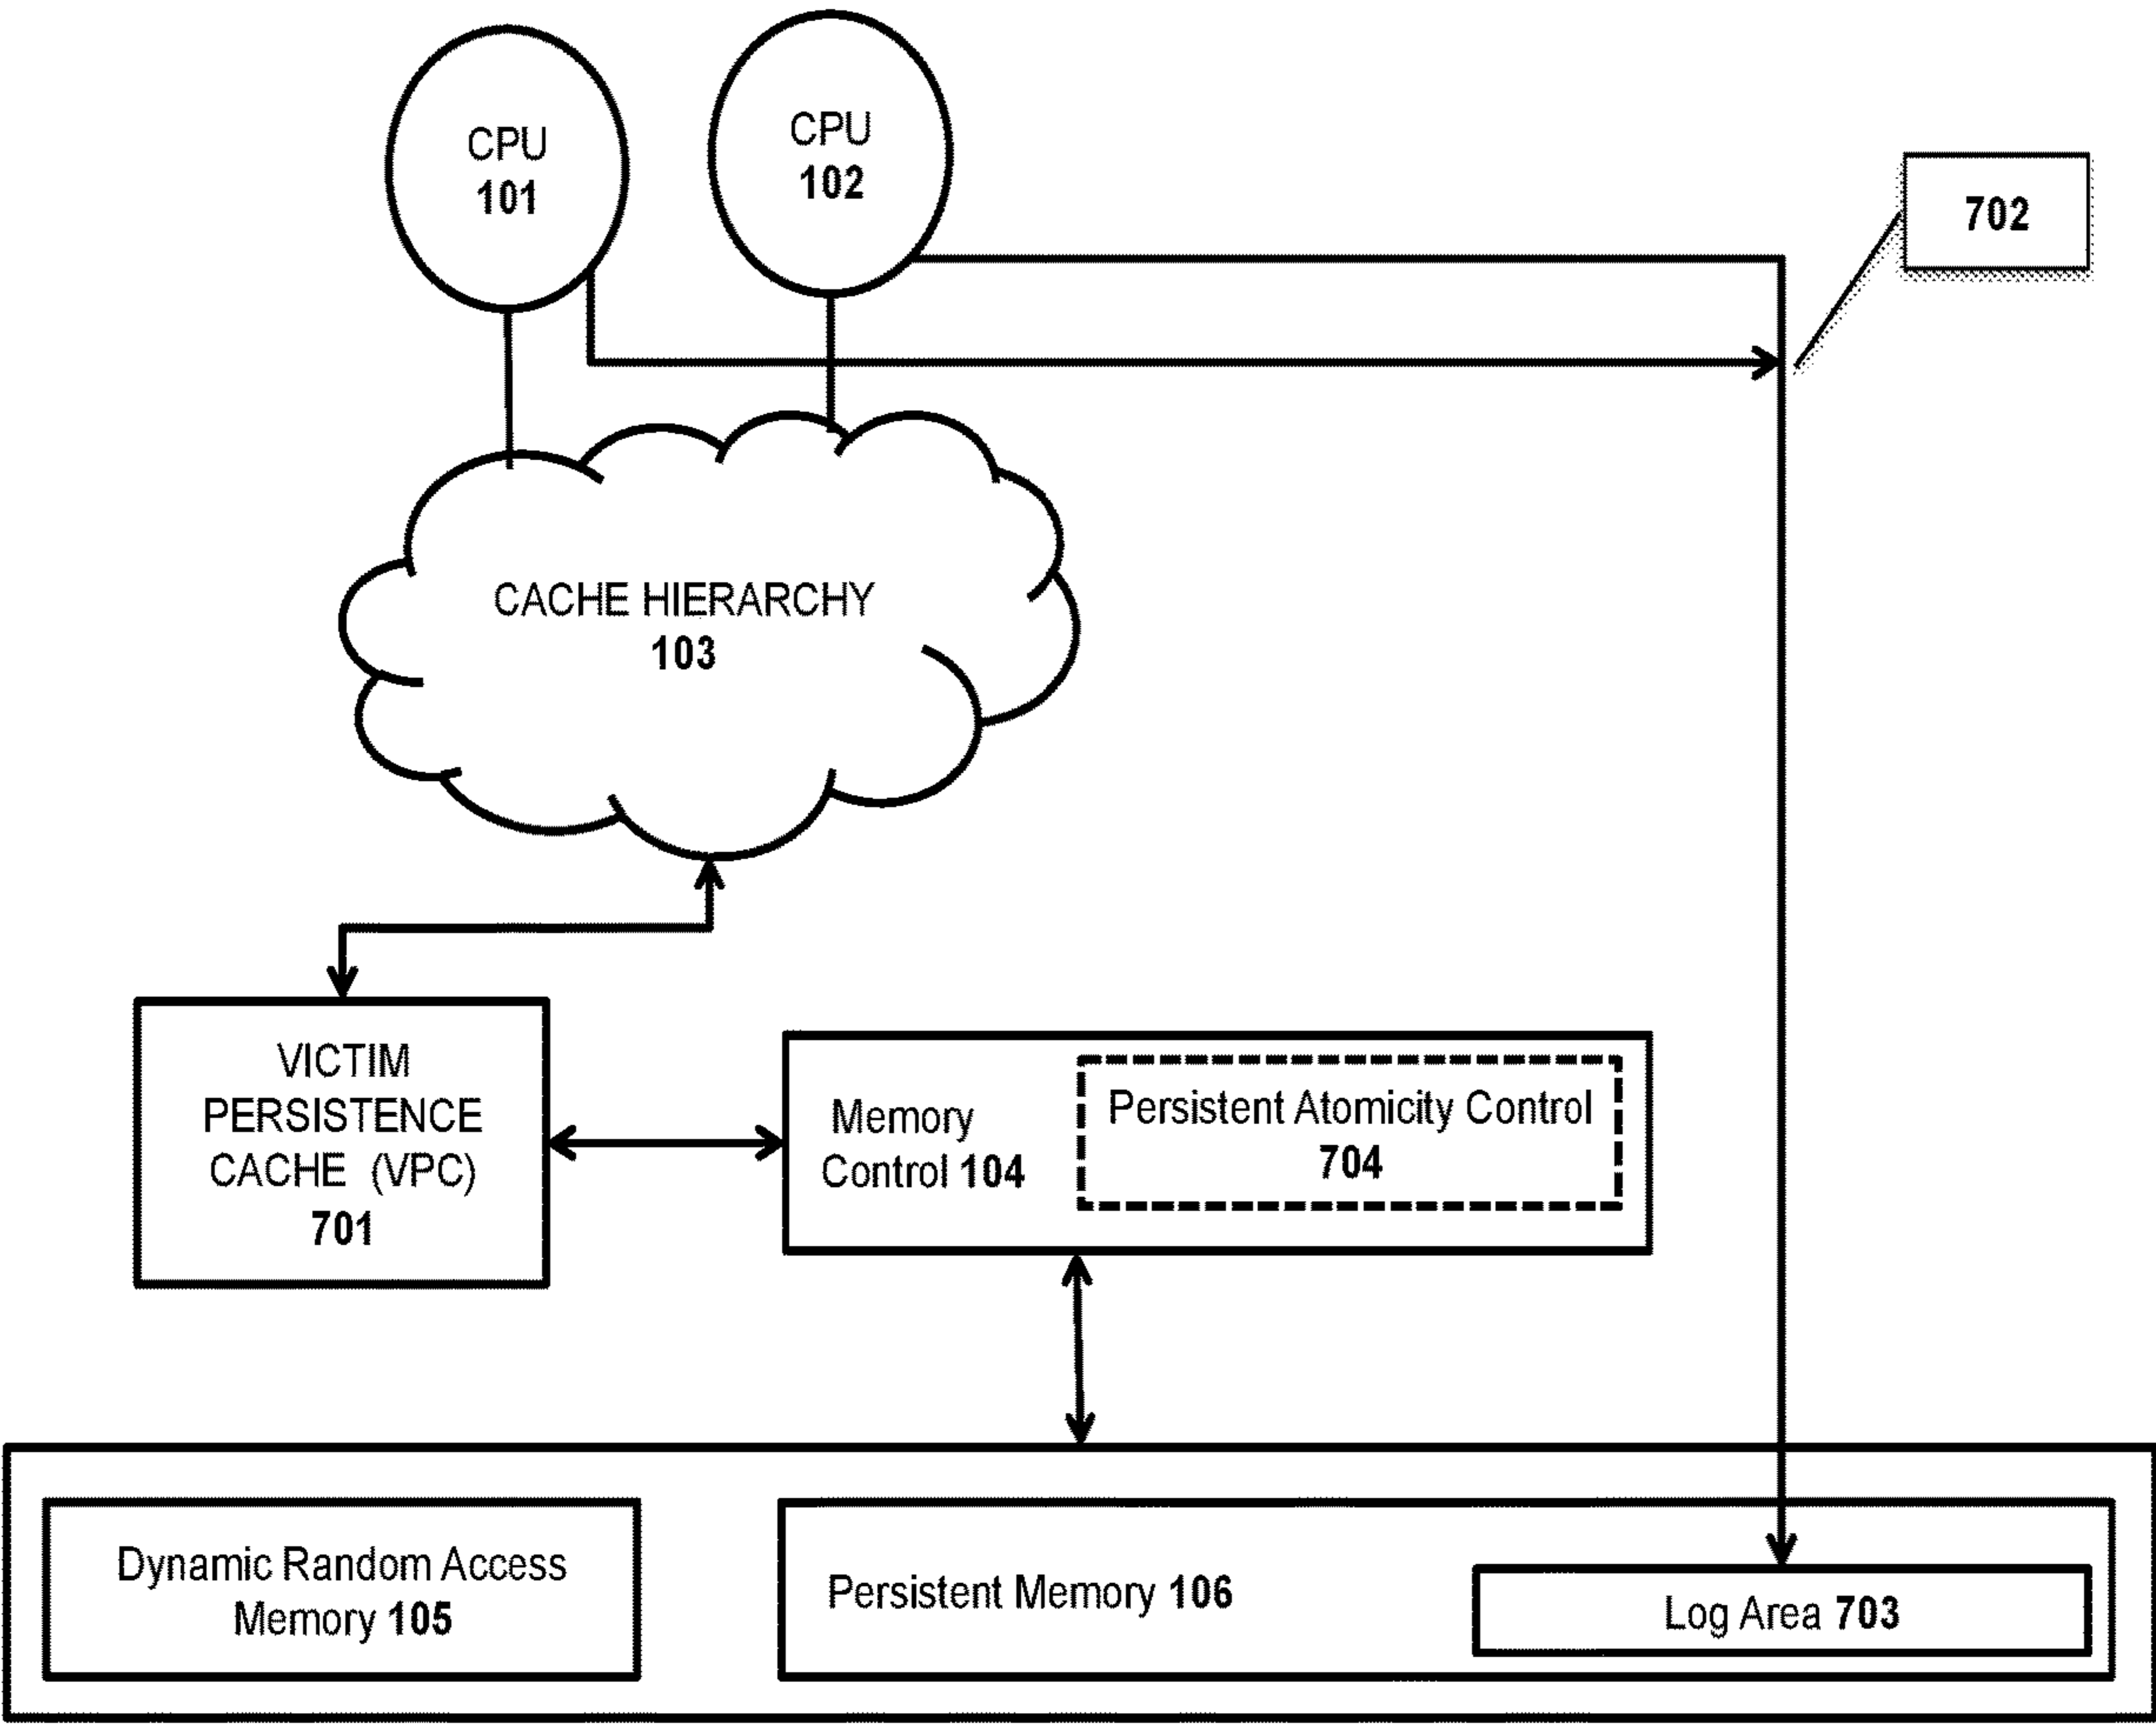 CPU
101
CPU
102
702
CACHE HIERARCHY
103
VICTIM
PERSISTENCE
CACHE (VPC)
701
Memory
Control 104
Persistent Atomicity Control
704
Dynamic Random Access
Memory 105
Persistent Memory 106
Log Area 703